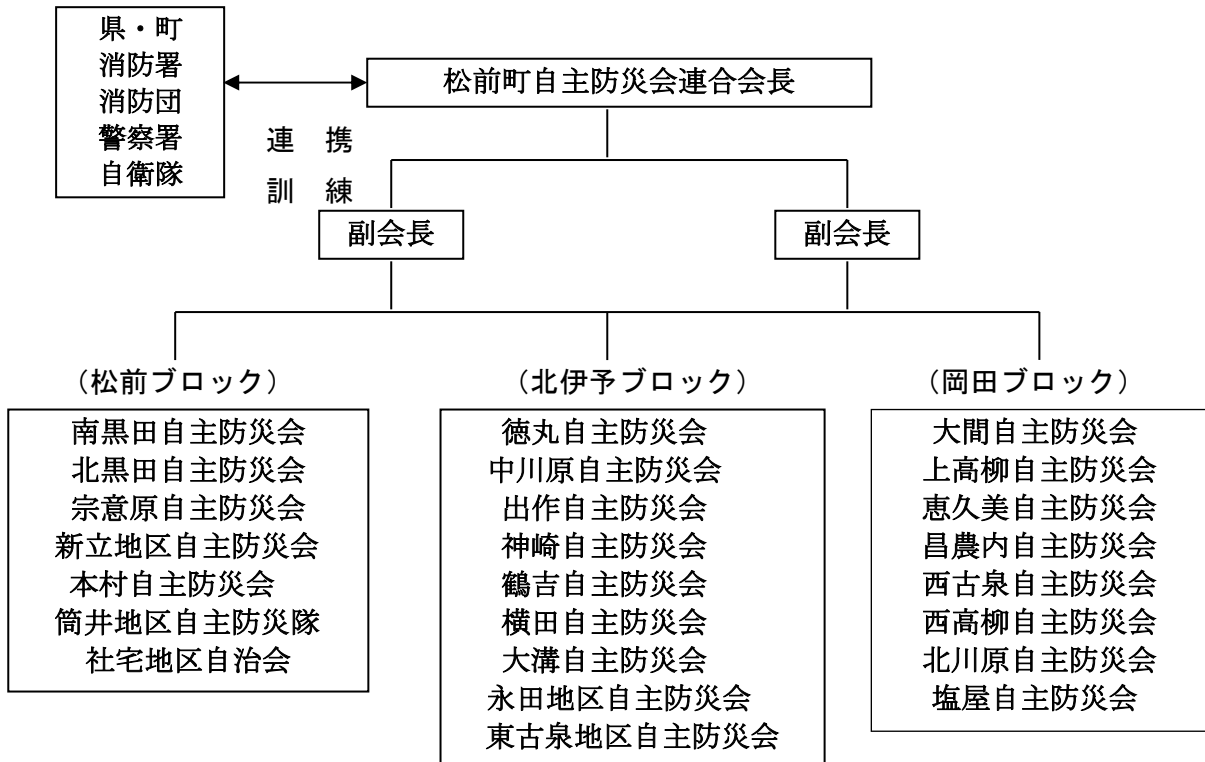 県・町
消防署
消防団
警察署
自衛隊
松前町自主防災会連合会長
連　携
訓　練
副会長
副会長
（松前ブロック）
南黒田自主防災会
北黒田自主防災会
宗意原自主防災会
新立地区自主防災会
本村自主防災会
筒井地区自主防災隊
社宅地区自治会
（北伊予ブロック）
徳丸自主防災会
中川原自主防災会
出作自主防災会
神崎自主防災会
鶴吉自主防災会
横田自主防災会
大溝自主防災会
永田地区自主防災会
東古泉地区自主防災会
（岡田ブロック）
大間自主防災会
上高柳自主防災会
恵久美自主防災会
昌農内自主防災会
西古泉自主防災会
西高柳自主防災会
北川原自主防災会
塩屋自主防災会